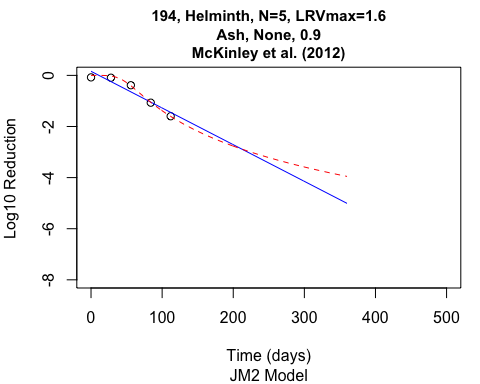 194, Helminth, N=5, LRVmax=1.6
Ash, None, 0.9
McKinley et al. (2012)
Log10 Reduction
0
-2
-4
-6
-8
0 100 200 300 400 500
Time (days)
JM2 Model